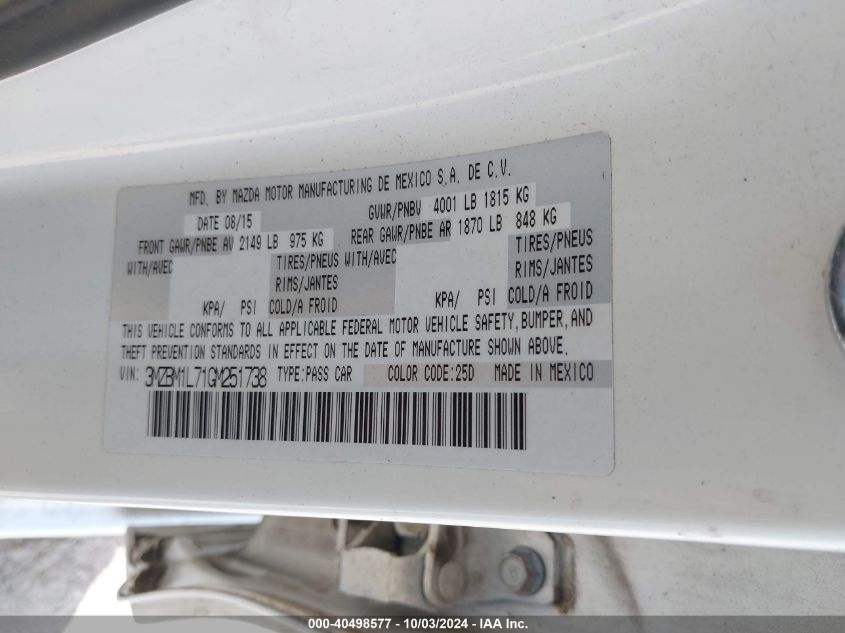 MFD. BY MAZDA MOTOR MANUFACTURING DE MEXICO S.A. DE C.V.
DATE 08/15 GVWR/PNBV 4001 LB 1815 KG
FRONT GAWR/PNBE AV 2149 LB 975 KG REAR GAWR/PNBE AR 1870 LB 848 KG
WITH/AVEC TIRES/PNEUS WITH/AVEC TIRES/PNEUS
RIMS/JANTES RIMS/JANTES
KPA/ PSI COLD/A FROID KPA/ PSI COLD/A FROID
THIS VEHICLE CONFORMS TO ALL APPLICABLE FEDERAL MOTOR VEHICLE SAFETY, BUMPER, AND
THEFT PREVENTION STANDARDS IN EFFECT ON THE DATE OF MANUFACTURE SHOWN ABOVE.
VIN: 3MZBM1L71GM251738 TYPE:PASS CAR COLOR CODE:25D MADE IN MEXICO
000-40498577 - 10/03/2024 - IAA Inc.